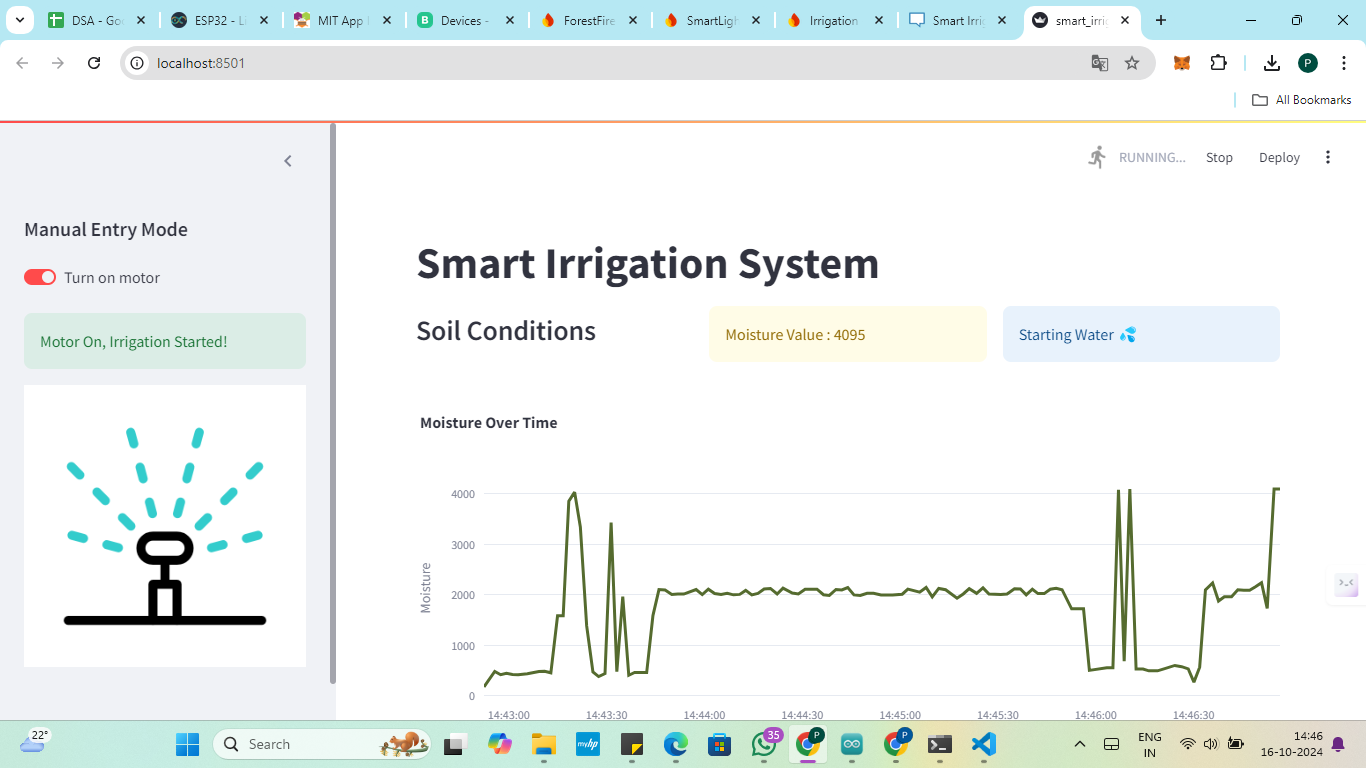 DSA - Go
ESP32 - Li
MIT App
Devices -
ForestFire
SmartLigh
Irrigation
Smart Irrig
smart_irri
localhost:8501
P
All Bookmarks
RUNNING...
Stop
Deploy
Manual Entry Mode
Turn on motor
Motor On, Irrigation Started!
Smart Irrigation System
Soil Conditions
Moisture Value : 4095
Starting Water 💦
Moisture Over Time
Moisture
4000
3000
2000
1000
0
14:43:00
14:43:30
14:44:00
14:44:30
14:45:00
14:45:30
14:46:00
14:46:30
22°
Search
myhp
35
P
P
ENG
IN
14:46
16-10-2024